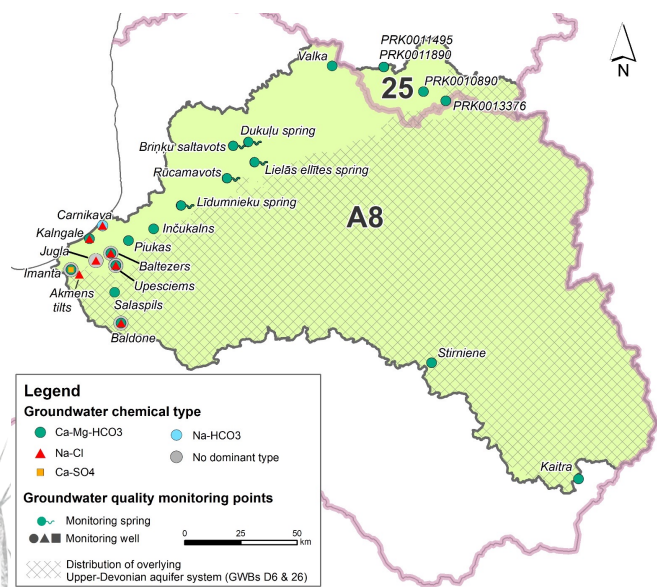 PRK0011495
PRK0011890
Valka
25
PRK0010890
PRK0013376
N
Dukuļu spring
Briņķu saltavots
Lielās ellītes spring
Rūcamavots
Līdumnieku spring
A8
Carnikava
Kalngale
Inčukalns
Piukas
Jugla
Baltezers
Imanta
Upesciems
Akmens
tilts
Salaspils
Baldone
Stirniene
Kaitra
Legend
Groundwater chemical type
Ca-Mg-HCO3
Na-HCO3
Na-Cl
No dominant type
Ca-SO4
Groundwater quality monitoring points
Monitoring spring
Monitoring well
0 25 50
km
Distribution of overlying
Upper-Devonian aquifer system (GWBs D6 & 26)